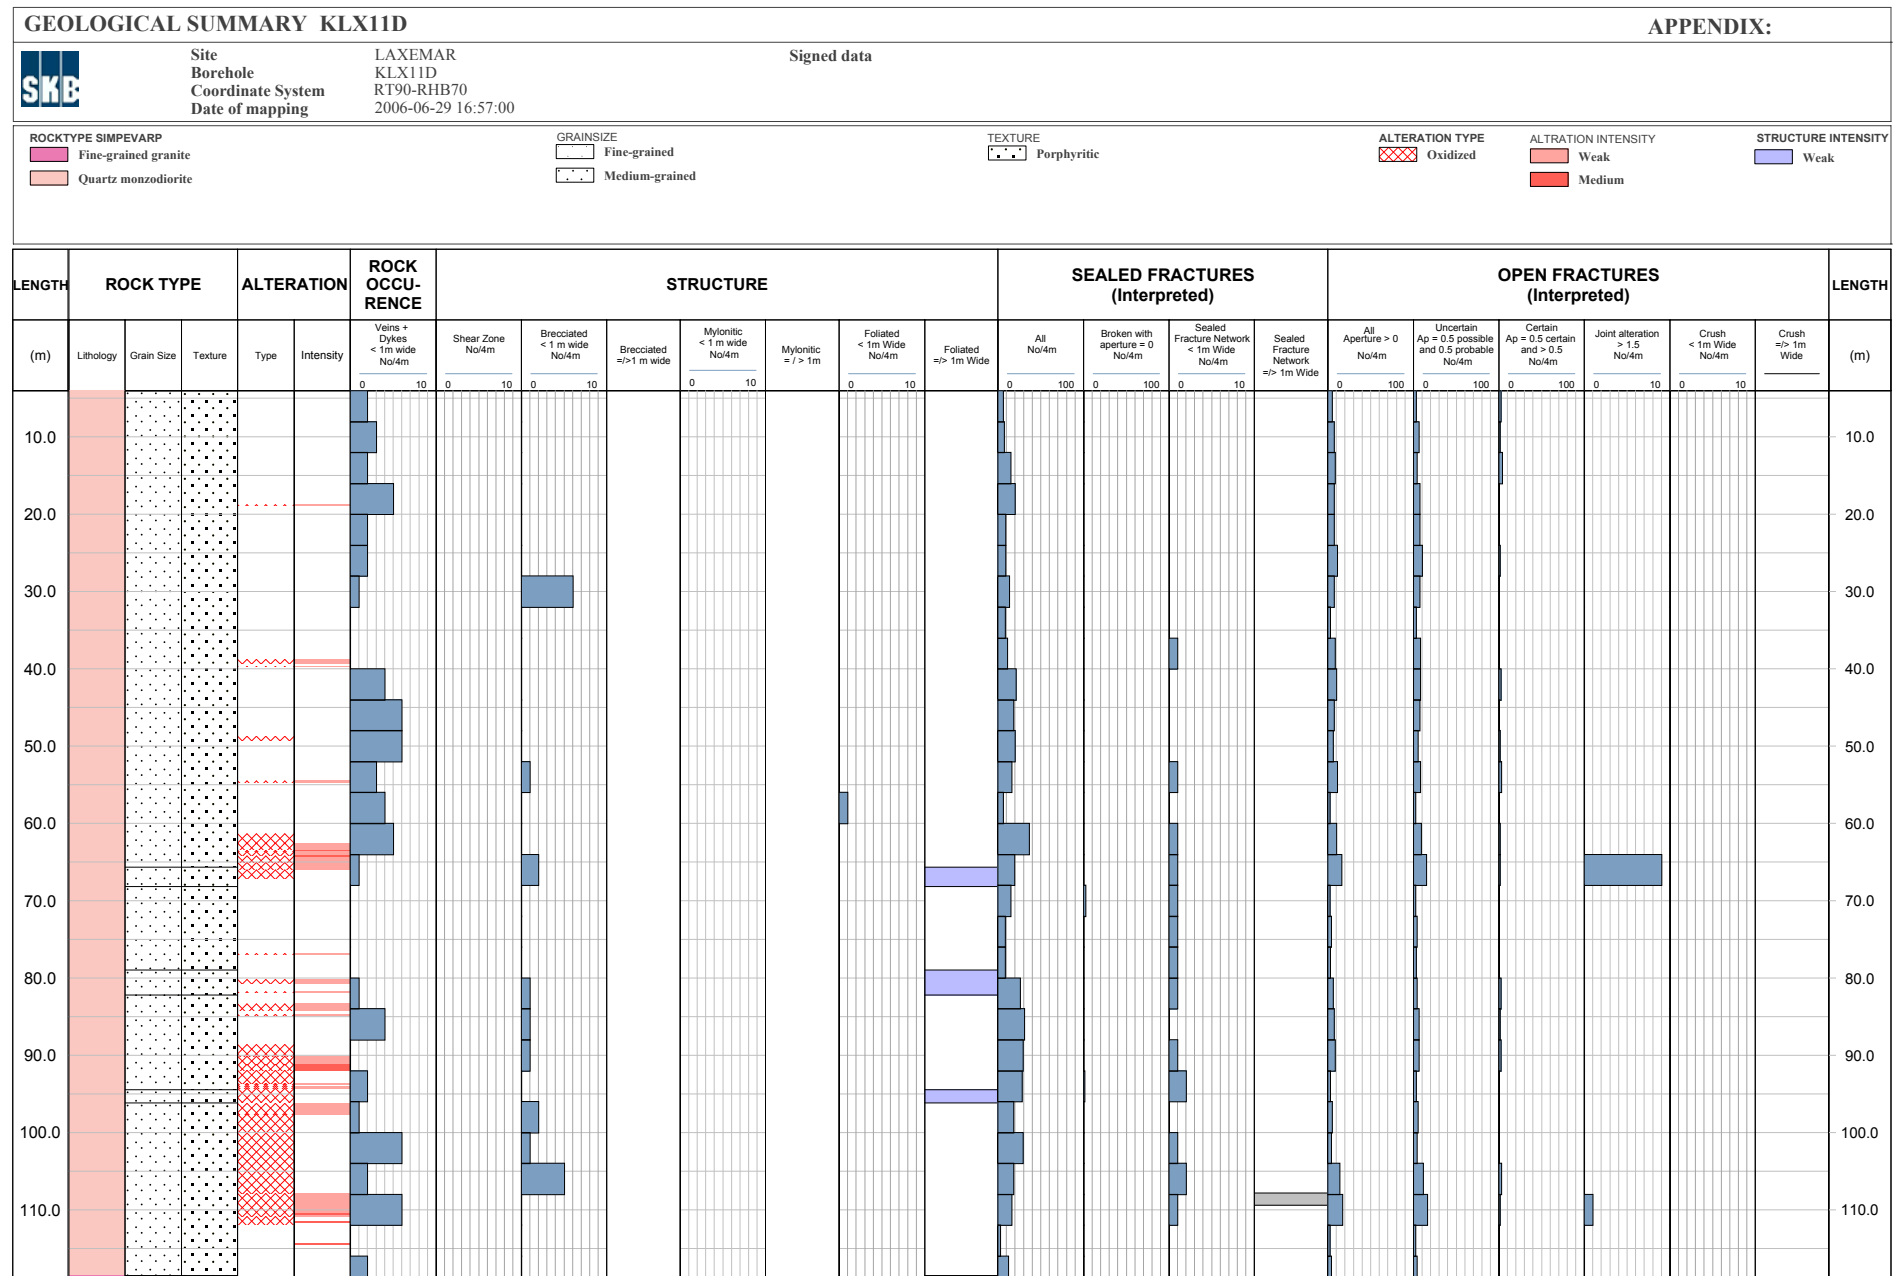 GEOLOGICAL SUMMARY KLX11D APPENDIX:
SKB
Site LAXEMAR Signed data
Borehole KLX11D
Coordinate System RT90-RHB70
Date of mapping 2006-06-29 16:57:00
ROCKTYPE SIMPEVARP GRAINSIZE TEXTURE ALTERATION TYPE ALTRATION INTENSITY STRUCTURE INTENSITY
Fine-grained granite Fine-grained Porphyritic Oxidized Weak Weak
Quartz monzodiorite Medium-grained Medium
LENGTH
ROCK TYPE
ALTERATION
ROCK
OCCU-
RENCE
STRUCTURE
SEALED FRACTURES
(Interpreted)
OPEN FRACTURES
(Interpreted)
LENGTH
(m)
Lithology
Grain Size
Texture
Type
Intensity
Veins +
Dykes
< 1m wide
No/4m
0 10
Shear Zone
No/4m
0 10
Brecciated
< 1 m wide
No/4m
0 10
Brecciated
=/>1 m wide
Mylonitic
< 1 m wide
No/4m
0 10
Mylonitic
= / > 1m
Foliated
< 1m Wide
No/4m
0 10
Foliated
=/> 1m Wide
All
No/4m
0 100
Broken with
aperture = 0
No/4m
0 100
Sealed
Fracture Network
< 1m Wide
No/4m
0 10
Sealed
Fracture
Network
=/> 1m Wide
All
Aperture > 0
No/4m
0 100
Uncertain
Ap = 0.5 possible
and 0.5 probable
No/4m
0 100
Certain
Ap = 0.5 certain
and > 0.5
No/4m
0 100
Joint alteration
> 1.5
No/4m
0 10
Crush
< 1m Wide
No/4m
0 10
Crush
=/> 1m
Wide
(m)
10.0 10.0
20.0 20.0
30.0 30.0
40.0 40.0
50.0 50.0
60.0 60.0
70.0 70.0
80.0 80.0
90.0 90.0
100.0 100.0
110.0 110.0